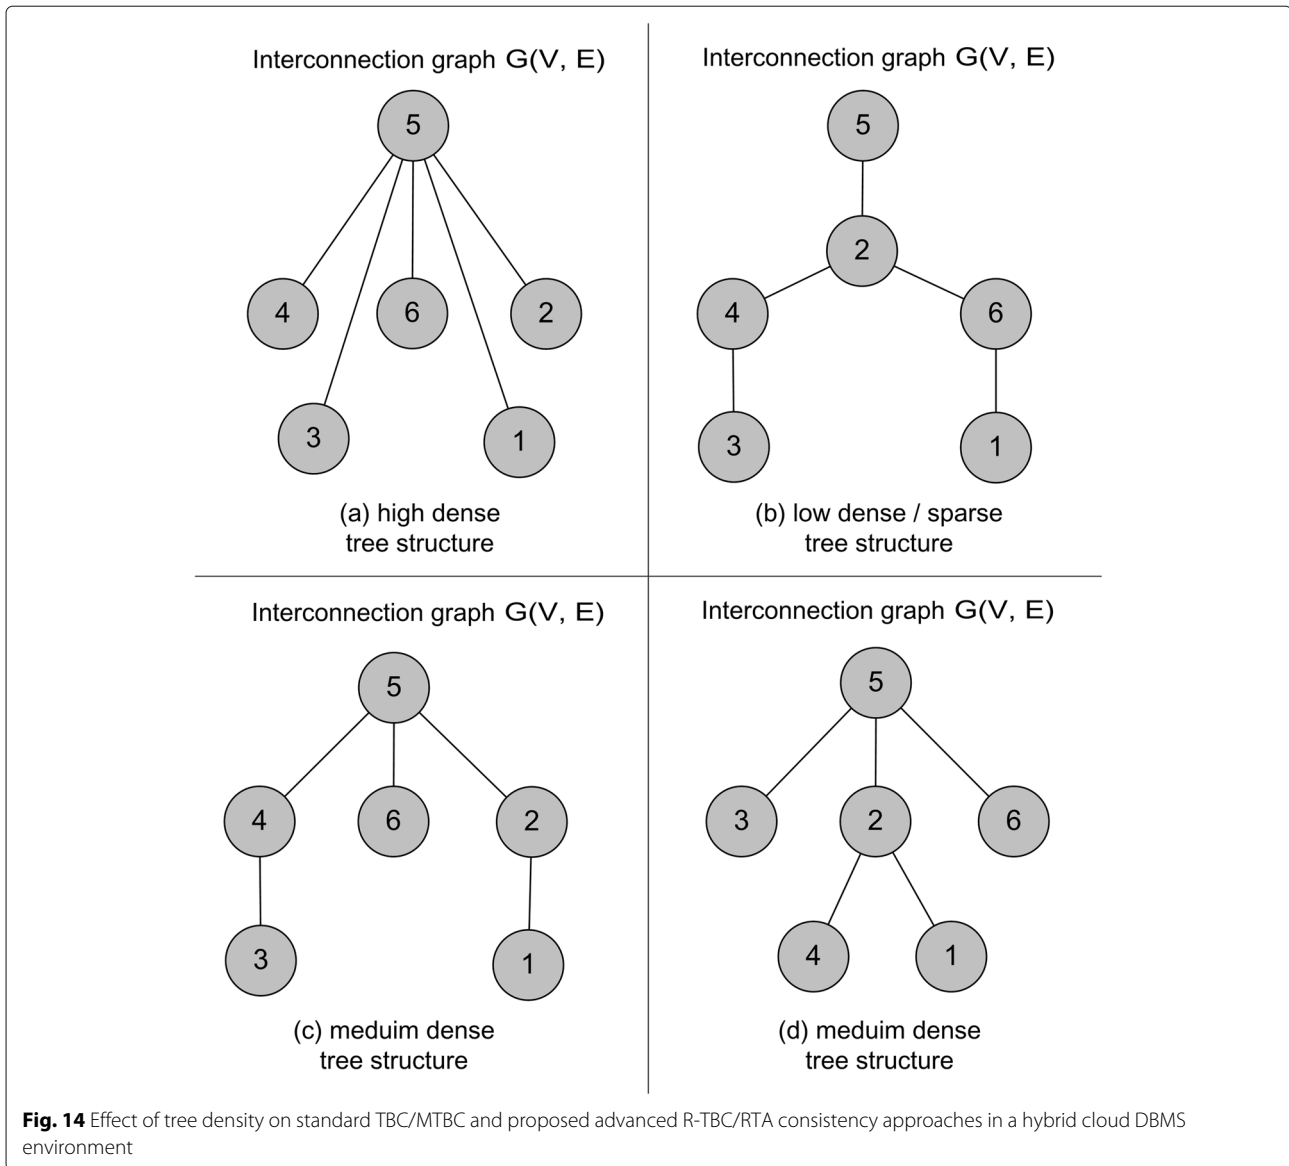 Interconnection graph G(V, E)
5
4
6
2
3
1
(a) high dense
tree structure
Interconnection graph G(V, E)
5
2
4
6
3
1
(b) low dense / sparse
tree structure
Interconnection graph G(V, E)
5
4
6
2
3
1
(c) meduim dense
tree structure
Interconnection graph G(V, E)
5
3
2
6
4
1
(d) meduim dense
tree structure
Fig. 14 Effect of tree density on standard TBC/MTBC and proposed advanced R-TBC/RTA consistency approaches in a hybrid cloud DBMS
environment